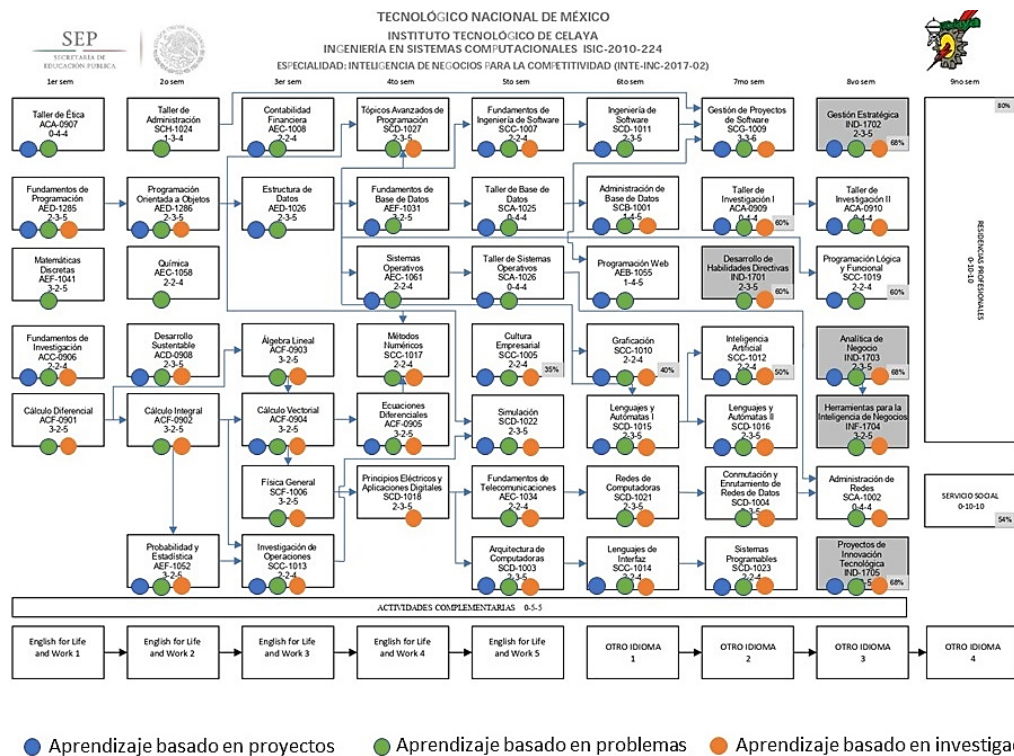 TECNOLÓGICO NACIONAL DE MÉXICO
INSTITUTO TECNOLÓGICO DE CELAYA
INGENIERÍA EN SISTEMAS COMPUTACIONALES ISIC-2010-224
ESPECIALIDAD: INTELIGENCIA DE NEGOCIOS PARA LA COMPETITIVIDAD (INTE-INC-2017-02)
SEP
SECRETARÍA DE
EDUCACIÓN PÚBLICA
1er sem
2o sem
3er sem
4to sem
5to sem
6to sem
7mo sem
8vo sem
9no sem
Taller de Ética
ACA-0907
0-4-4
Taller de
Administración
SCH-1024
1-3-4
Contabilidad
Financiera
AEC-1008
2-2-4
Tópicos Avanzados de
Programación
SCD-1027
2-3-5
Fundamentos de
Ingeniería de Software
SCC-1007
2-2-4
Ingeniería de
Software
SCD-1011
2-3-5
Gestión de Proyectos
de Software
SCG-1009
3-3-6
Gestión Estratégica
IND-1702
2-3-5
68%
80%
Fundamentos de
Programación
AED-1285
2-3-5
Programación
Orientada a Objetos
AED-1286
2-3-5
Estructura de
Datos
AED-1026
2-3-5
Fundamentos de
Base de Datos
AEF-1031
3-2-5
Taller de Base de
Datos
SCA-1025
0-4-4
Administración de
Base de Datos
SCB-1001
1-4-5
Taller de
Investigación I
ACA-0909
0-4-4
60%
Taller de
Investigación II
ACA-0910
0-4-4
Matemáticas
Discretas
AEF-1041
3-2-5
Química
AEC-1058
2-2-4
Sistemas
Operativos
AEC-1061
2-2-4
Taller de Sistemas
Operativos
SCA-1026
0-4-4
Programación Web
AEB-1055
1-4-5
Desarrollo de
Habilidades Directivas
IND-1701
2-3-5
60%
Programación Lógica
y Funcional
SCC-1019
2-2-4
60%
RESIDENCIAS PROFESIONALES
0-10-10
Fundamentos de
Investigación
ACC-0906
2-2-4
Desarrollo
Sustentable
ACD-0908
2-3-5
Álgebra Lineal
ACF-0903
3-2-5
Métodos
Numéricos
SCC-1017
2-2-4
Cultura
Empresarial
SCC-1005
2-2-4
35%
Graficación
SCC-1010
2-2-4
40%
Inteligencia
Artificial
SCC-1012
2-2-4
50%
Analítica de
Negocio
IND-1703
2-3-5
68%
Cálculo Diferencial
ACF-0901
3-2-5
Cálculo Integral
ACF-0902
3-2-5
Cálculo Vectorial
ACF-0904
3-2-5
Ecuaciones
Diferenciales
ACF-0905
3-2-5
Simulación
SCD-1022
2-3-5
Lenguajes y
Autómatas I
SCD-1015
2-3-5
Lenguajes y
Autómatas II
SCD-1016
2-3-5
Herramientas para la
Inteligencia de Negocios
INF-1704
3-2-5
Física General
SCF-1006
3-2-5
Principios Eléctricos y
Aplicaciones Digitales
SCD-1018
2-3-5
Fundamentos de
Telecomunicaciones
AEC-1034
2-2-4
Redes de
Computadoras
SCD-1021
2-3-5
Conmutación y
Enrutamiento de
Redes de Datos
SCD-1004
2-3-5
Administración de
Redes
SCA-1002
0-4-4
SERVICIO SOCIAL
0-10-10
54%
Probabilidad y
Estadística
AEF-1052
3-2-5
Investigación de
Operaciones
SCC-1013
2-2-4
Arquitectura de
Computadoras
SCD-1003
2-3-5
Lenguajes de
Interfaz
SCC-1014
2-2-4
Sistemas
Programables
SCD-1023
2-2-4
Proyectos de
Innovación
Tecnológica
IND-1705
68%
ACTIVIDADES COMPLEMENTARIAS 0-5-5
English for Life
and Work 1
English for Life
and Work 2
English for Life
and Work 3
English for Life
and Work 4
English for Life
and Work 5
OTRO IDIOMA
1
OTRO IDIOMA
2
OTRO IDIOMA
3
OTRO IDIOMA
4
Aprendizaje basado en proyectos
Aprendizaje basado en problemas
Aprendizaje basado en investigac